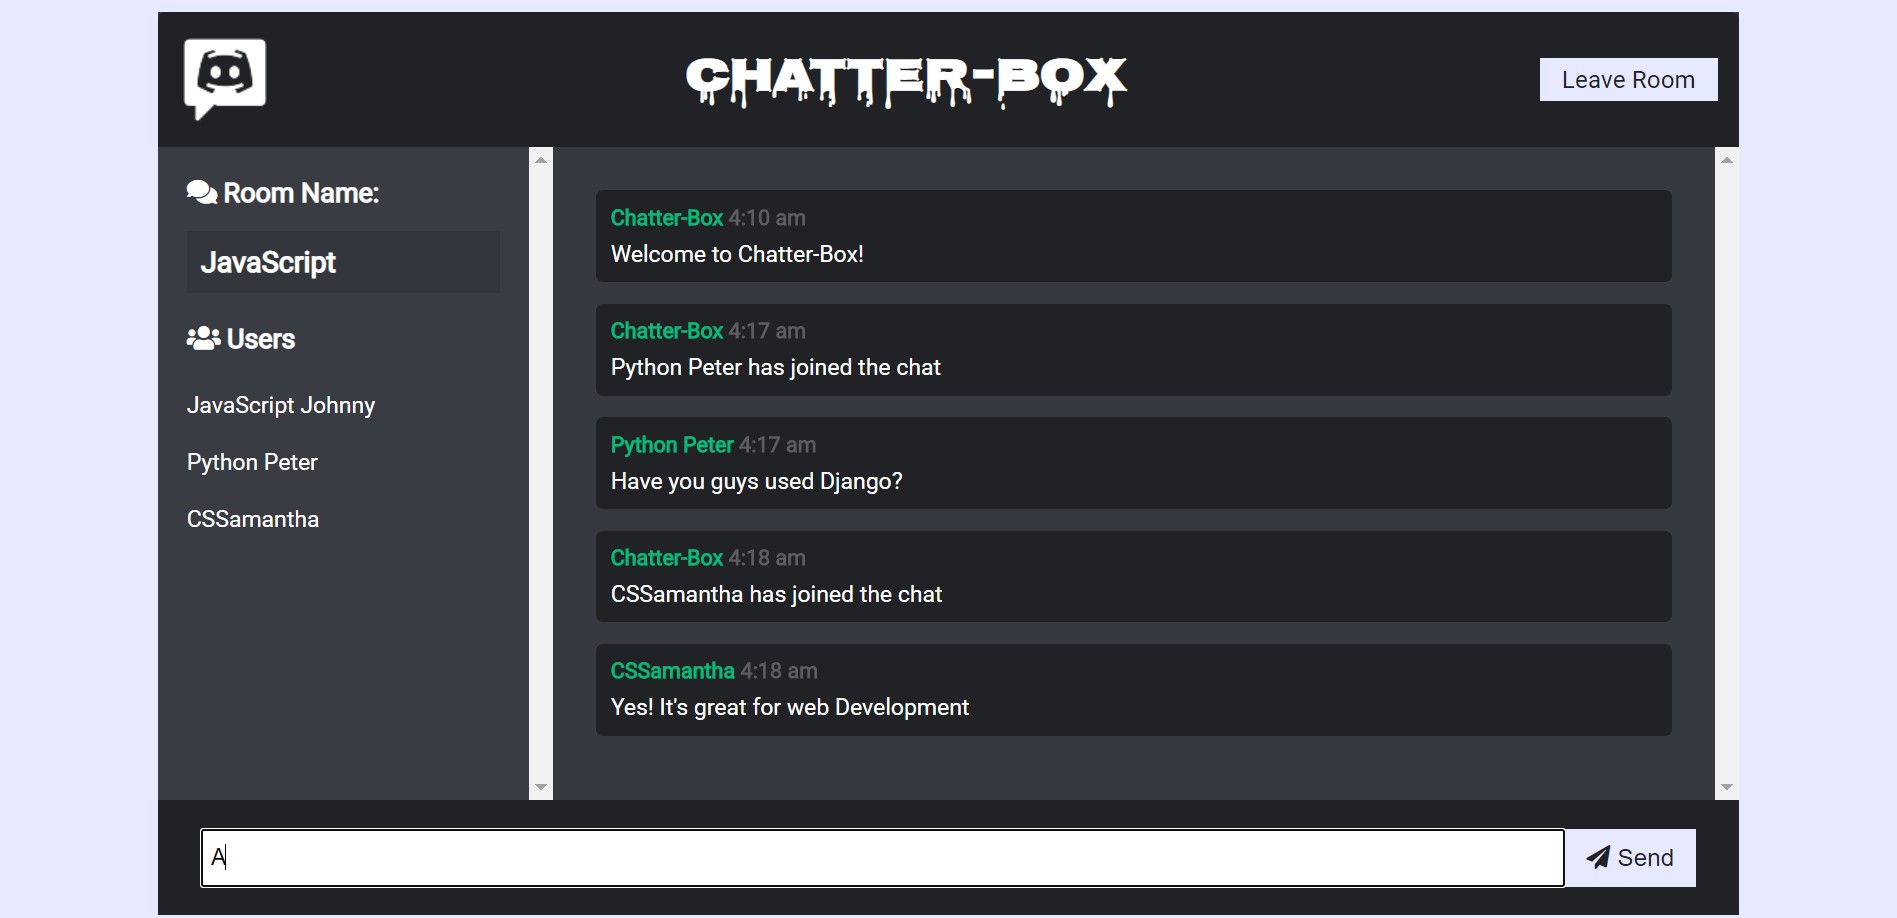 CHATTER-BOX
Leave Room
Room Name:
JavaScript
Users
JavaScript Johnny
Python Peter
CSSamantha
Chatter-Box 4:10 am
Welcome to Chatter-Box!
Chatter-Box 4:17 am
Python Peter has joined the chat
Python Peter 4:17 am
Have you guys used Django?
Chatter-Box 4:18 am
CSSamantha has joined the chat
CSSamantha 4:18 am
Yes! It's great for web Development
A
Send